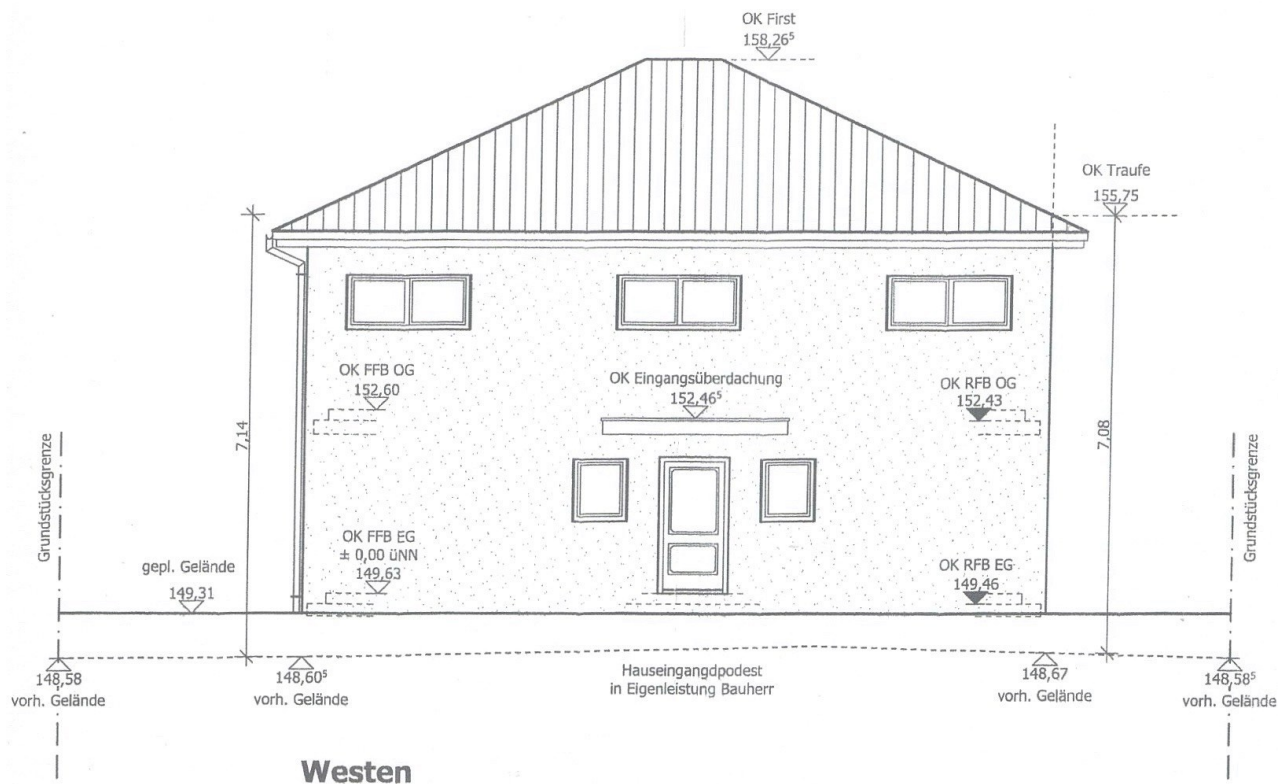 OK First
158,26⁵
OK Traufe
155,75
OK FFB OG
152,60
OK Eingangsüberdachung
152,46⁵
OK RFB OG
152,43
7,14
7,08
Grundstücksgrenze
Grundstücksgrenze
OK FFB EG
± 0,00 üNN
149,63
gepl. Gelände
149,31
OK RFB EG
149,46
148,58
vorh. Gelände
148,60⁵
vorh. Gelände
Hauseingangdpodest
in Eigenleistung Bauherr
148,67
vorh. Gelände
148,58⁵
vorh. Gelände
Westen